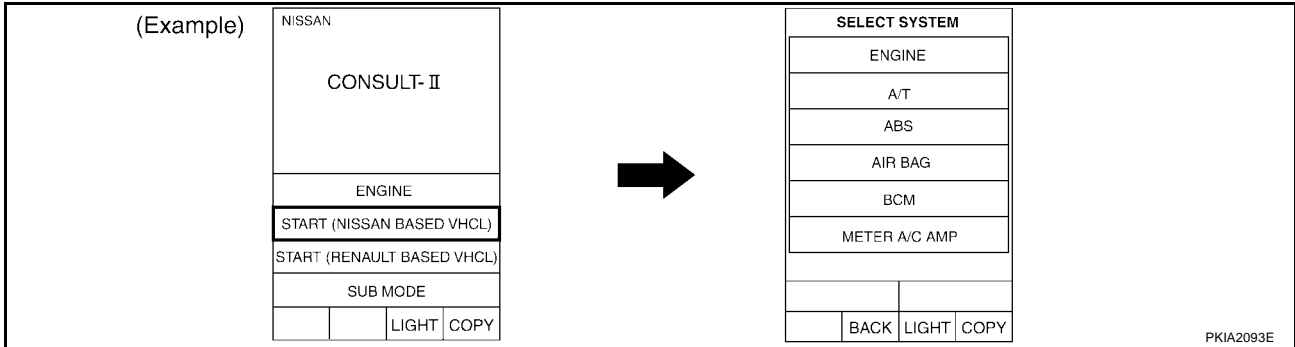 (Example)
NISSAN
CONSULT-II
ENGINE
START (NISSAN BASED VHCL)
START (RENAULT BASED VHCL)
SUB MODE
LIGHT COPY
SELECT SYSTEM
ENGINE
A/T
ABS
AIR BAG
BCM
METER A/C AMP
BACK LIGHT COPY
PKIA2093E